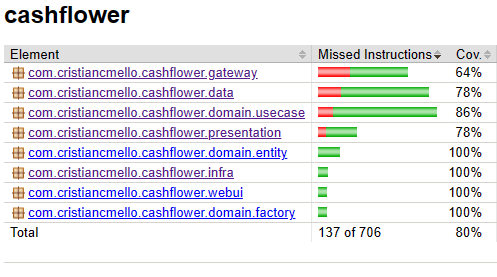 cashflower
Element Missed Instructions Cov.
com.cristiancmello.cashflower.gateway 64%
com.cristiancmello.cashflower.data 78%
com.cristiancmello.cashflower.domain.usecase 86%
com.cristiancmello.cashflower.presentation 78%
com.cristiancmello.cashflower.domain.entity 100%
com.cristiancmello.cashflower.infra 100%
com.cristiancmello.cashflower.webui 100%
com.cristiancmello.cashflower.domain.factory 100%
Total 137 of 706 80%